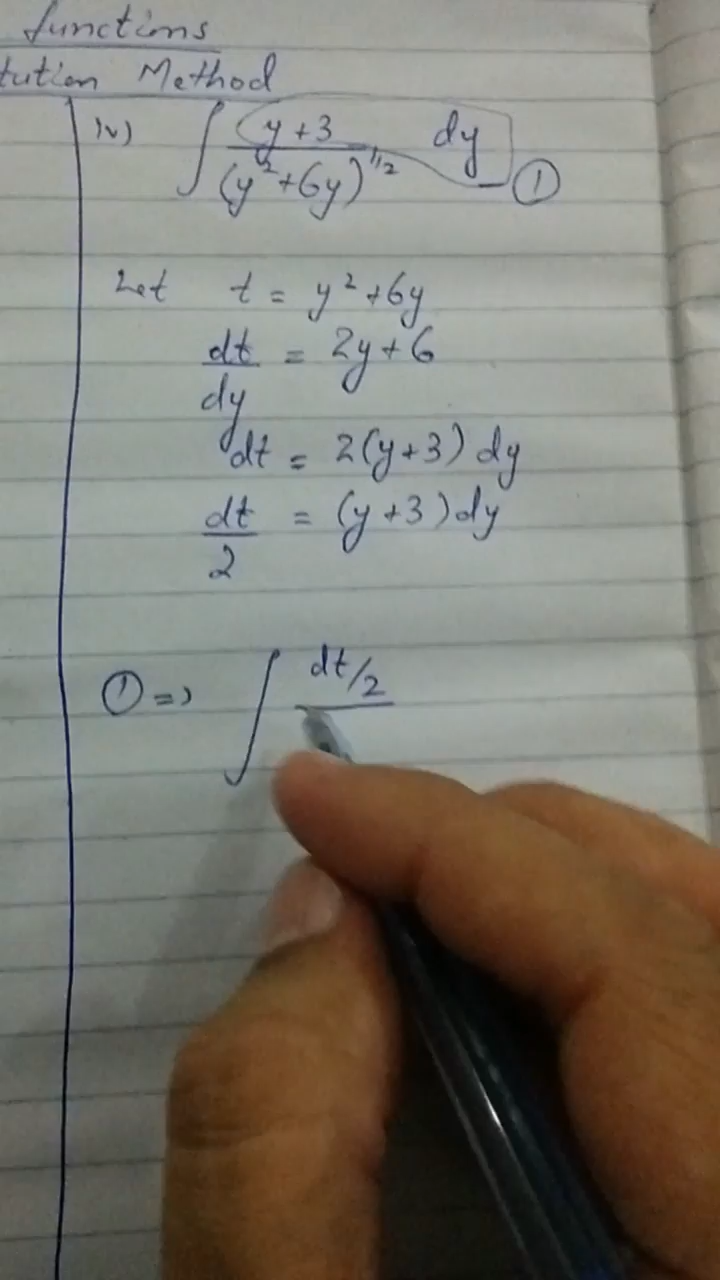 functions
tution Method
iv) ∫ y+3 / (y²+6y)^1/2 dy ①
Let t = y²+6y
dt/dy = 2y+6
dt = 2(y+3) dy
dt/2 = (y+3) dy
① => ∫ dt/2